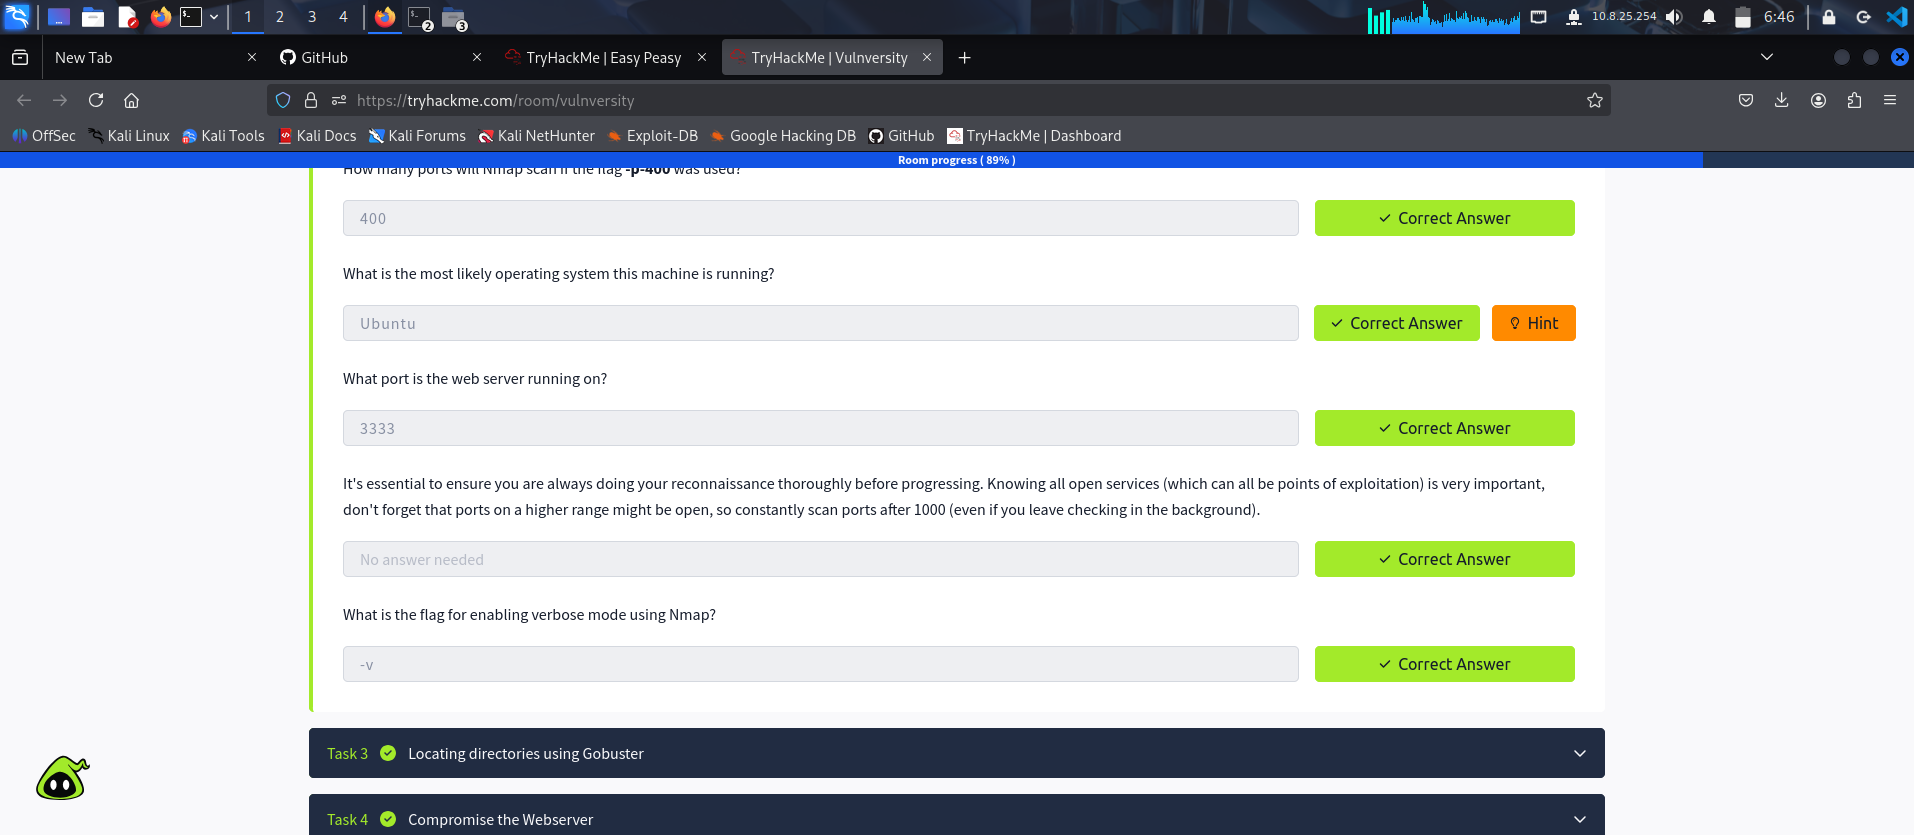 1 2 3 4 2 3 10.8.25.254 6:46
New Tab GitHub TryHackMe | Easy Peasy TryHackMe | Vulnversity
https://tryhackme.com/room/vulnversity
OffSec Kali Linux Kali Tools Kali Docs Kali Forums Kali NetHunter Exploit-DB Google Hacking DB GitHub TryHackMe | Dashboard
Room progress ( 89% )
How many ports will Nmap scan if the flag -p-400 was used?
400 Correct Answer
What is the most likely operating system this machine is running?
Ubuntu Correct Answer Hint
What port is the web server running on?
3333 Correct Answer
It's essential to ensure you are always doing your reconnaissance thoroughly before progressing. Knowing all open services (which can all be points of exploitation) is very important,
don't forget that ports on a higher range might be open, so constantly scan ports after 1000 (even if you leave checking in the background).
No answer needed Correct Answer
What is the flag for enabling verbose mode using Nmap?
-v Correct Answer
Task 3 Locating directories using Gobuster
Task 4 Compromise the Webserver